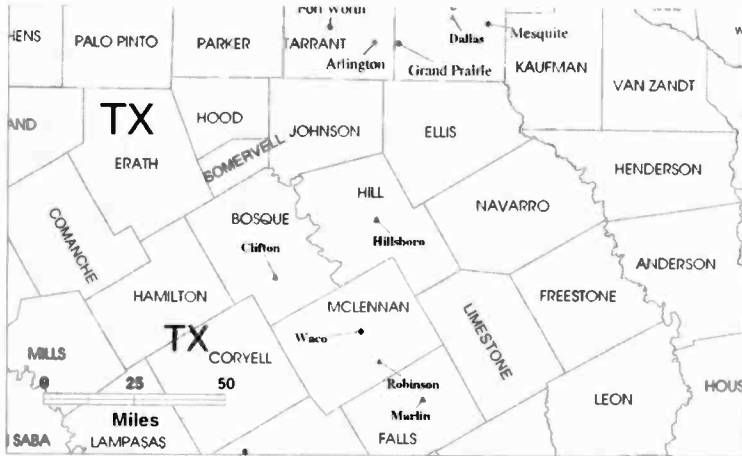 Fort Worth
Dallas
Mesquite
HENS
PALO PINTO
PARKER
TARRANT
Arlington
Grand Prairie
KAUFMAN
VAN ZANDT
AND
TX
HOOD
JOHNSON
ELLIS
ERATH
SOMERVELL
HENDERSON
HILL
NAVARRO
COMANCHE
BOSQUE
Clifton
Hillsboro
ANDERSON
HAMILTON
MCLENNAN
FREESTONE
LIMESTONE
TX
CORYELL
Waco
MILLS
0 25 50
Miles
Robinson
Marlin
LEON
HOUS
I SABA
LAMPASAS
FALLS